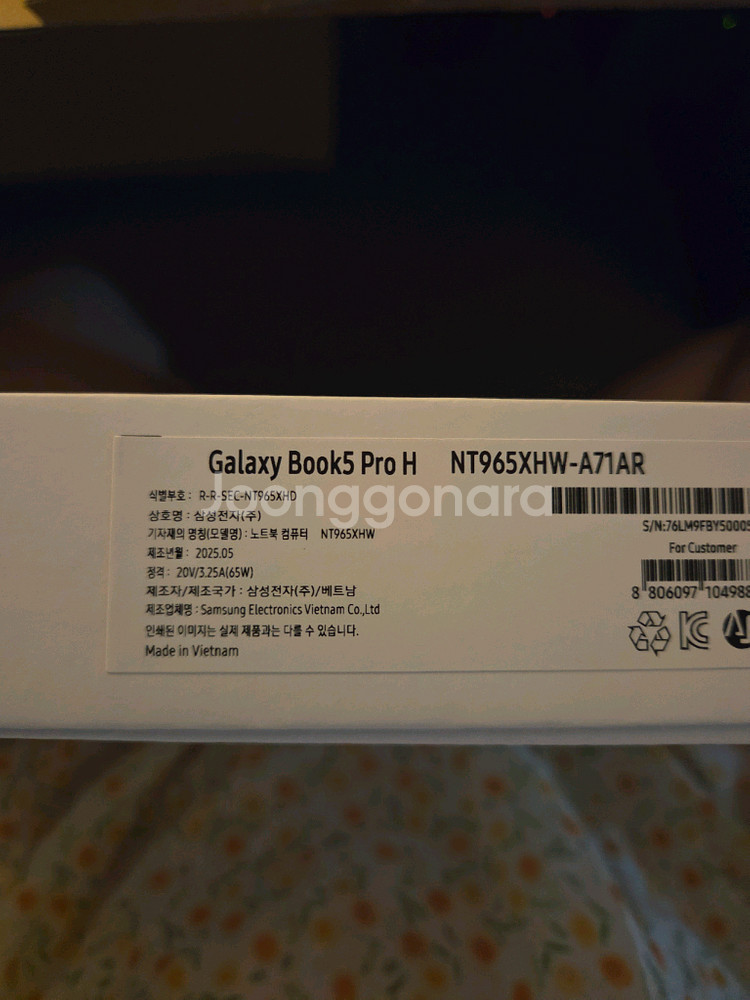 Galaxy Book5 Pro H NT965XHW-A71AR
식별부호 : R-R-SEC-NT965XHD
상호명 : 삼성전자(주)
기자재의 명칭(모델명) : 노트북 컴퓨터 NT965XHW
제조년월 : 2025.05
정격 : 20V/3.25A(65W)
제조자/제조국가 : 삼성전자(주)/베트남
제조업체명 : Samsung Electronics Vietnam Co.,Ltd
인쇄된 이미지는 실제 제품과는 다를 수 있습니다.
Made in Vietnam
S/N:76LM9FBY50005
For Customer
8 806097 104988
Joonggonara